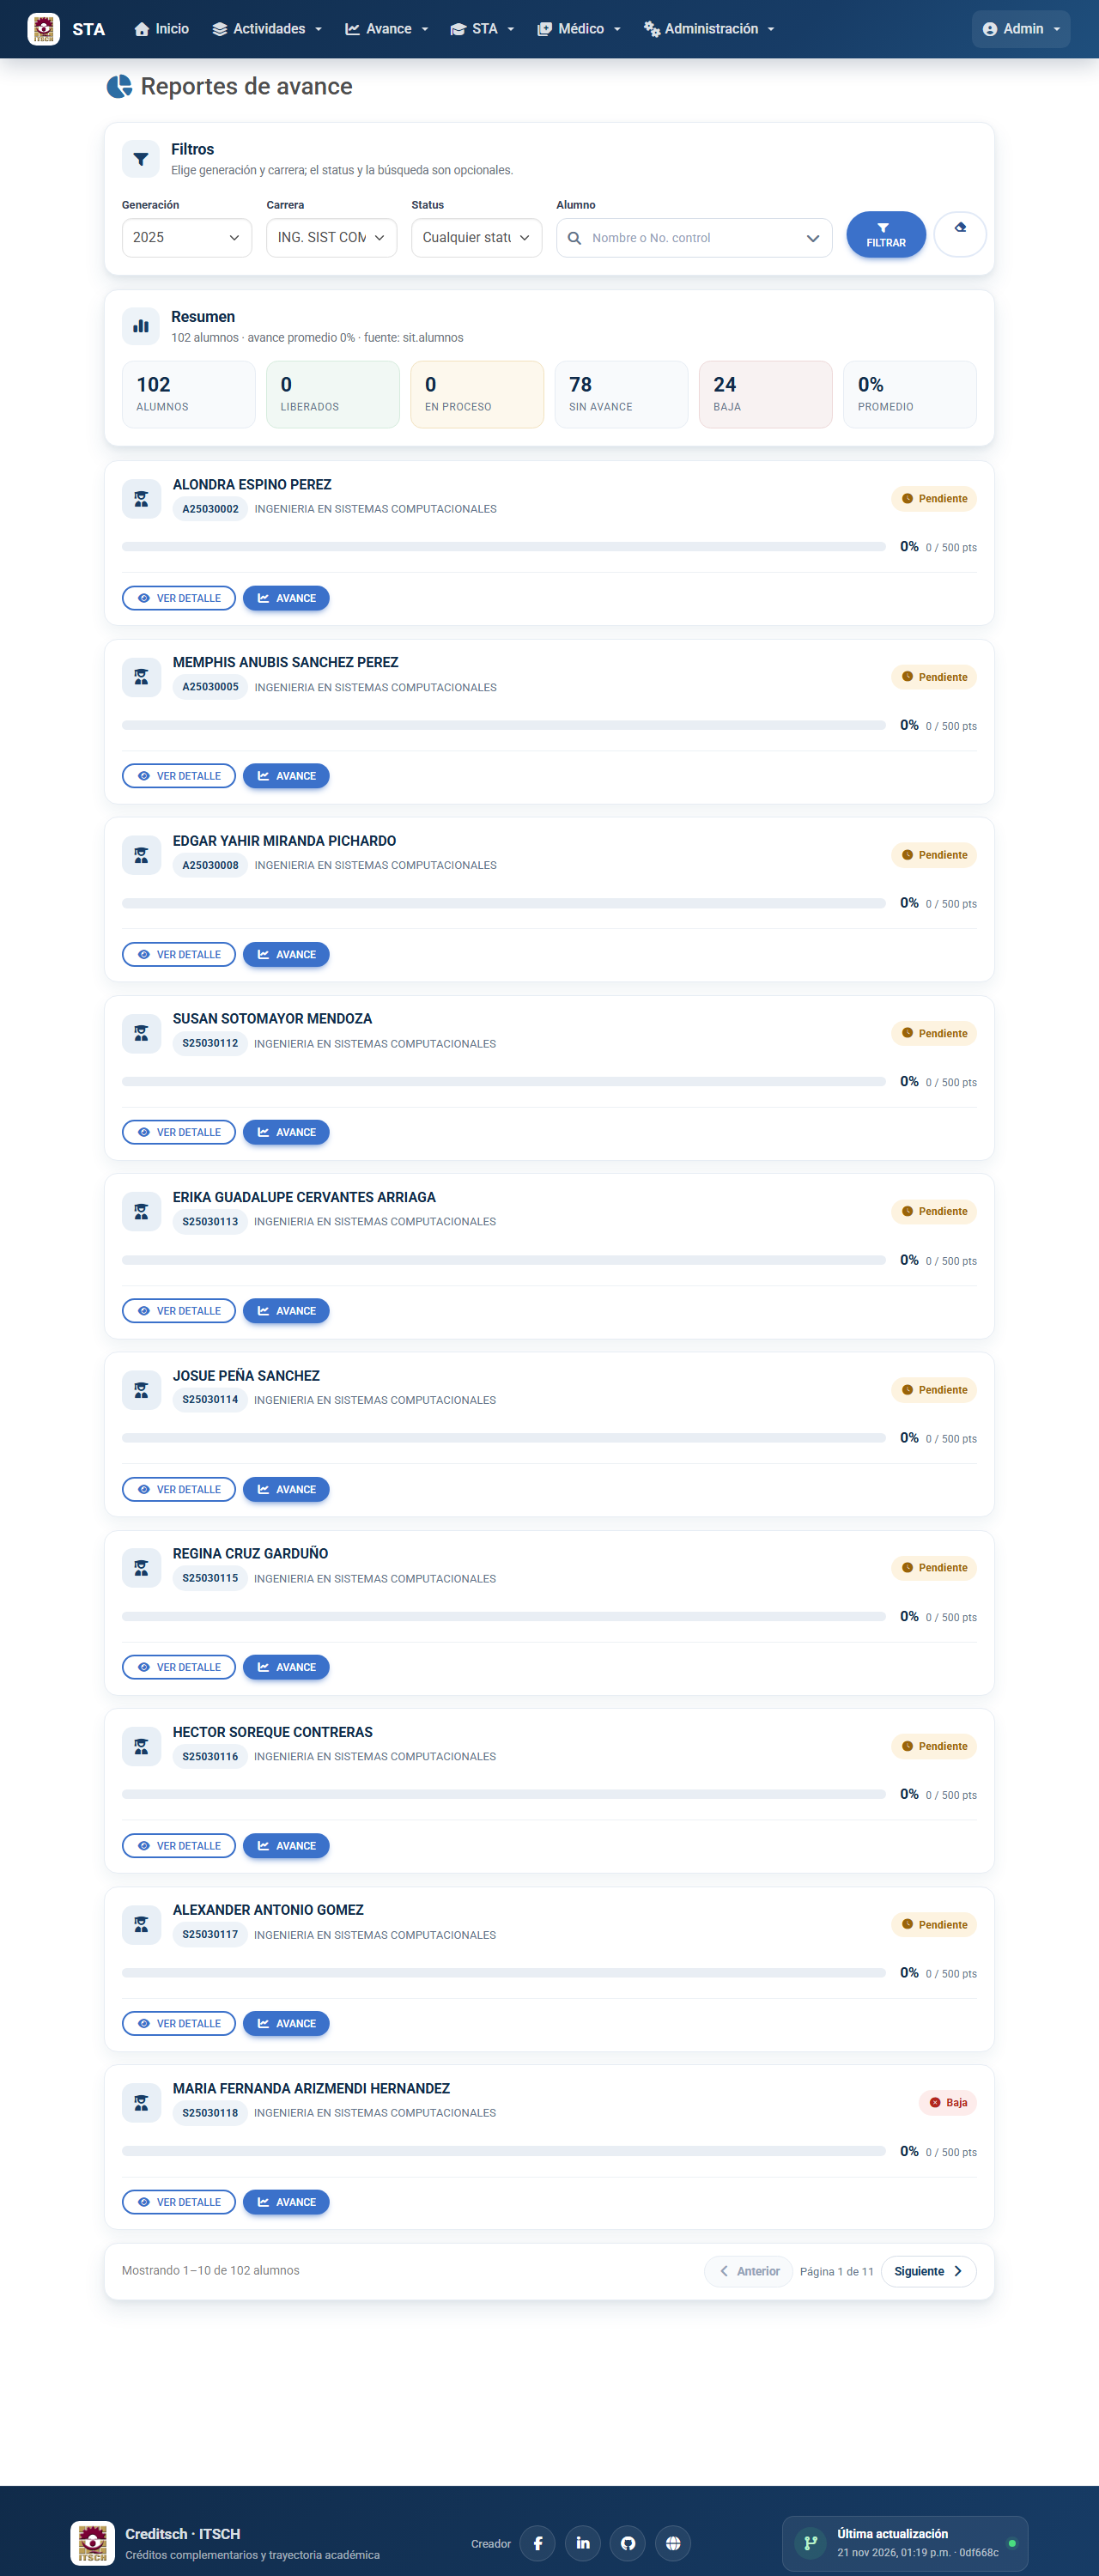 STA Inicio Actividades Avance STA Médico Administración Admin
Reportes de avance
Filtros
Elige generación y carrera; el status y la búsqueda son opcionales.
Generación Carrera Status Alumno
2025 ING. SIST COM Cualquier statu Nombre o No. control FILTRAR
Resumen
102 alumnos · avance promedio 0% · fuente: sit.alumnos
102 0 0 78 24 0%
ALUMNOS LIBERADOS EN PROCESO SIN AVANCE BAJA PROMEDIO
ALONDRA ESPINO PEREZ
A25030002 INGENIERIA EN SISTEMAS COMPUTACIONALES Pendiente
0% 0 / 500 pts
VER DETALLE AVANCE
MEMPHIS ANUBIS SANCHEZ PEREZ
A25030005 INGENIERIA EN SISTEMAS COMPUTACIONALES Pendiente
0% 0 / 500 pts
VER DETALLE AVANCE
EDGAR YAHIR MIRANDA PICHARDO
A25030008 INGENIERIA EN SISTEMAS COMPUTACIONALES Pendiente
0% 0 / 500 pts
VER DETALLE AVANCE
SUSAN SOTOMAYOR MENDOZA
S25030112 INGENIERIA EN SISTEMAS COMPUTACIONALES Pendiente
0% 0 / 500 pts
VER DETALLE AVANCE
ERIKA GUADALUPE CERVANTES ARRIAGA
S25030113 INGENIERIA EN SISTEMAS COMPUTACIONALES Pendiente
0% 0 / 500 pts
VER DETALLE AVANCE
JOSUE PEÑA SANCHEZ
S25030114 INGENIERIA EN SISTEMAS COMPUTACIONALES Pendiente
0% 0 / 500 pts
VER DETALLE AVANCE
REGINA CRUZ GARDUÑO
S25030115 INGENIERIA EN SISTEMAS COMPUTACIONALES Pendiente
0% 0 / 500 pts
VER DETALLE AVANCE
HECTOR SOREQUE CONTRERAS
S25030116 INGENIERIA EN SISTEMAS COMPUTACIONALES Pendiente
0% 0 / 500 pts
VER DETALLE AVANCE
ALEXANDER ANTONIO GOMEZ
S25030117 INGENIERIA EN SISTEMAS COMPUTACIONALES Pendiente
0% 0 / 500 pts
VER DETALLE AVANCE
MARIA FERNANDA ARIZMENDI HERNANDEZ
S25030118 INGENIERIA EN SISTEMAS COMPUTACIONALES Baja
0% 0 / 500 pts
VER DETALLE AVANCE
Mostrando 1–10 de 102 alumnos Anterior Página 1 de 11 Siguiente
ITSCH
Creditsch · ITSCH
Créditos complementarios y trayectoria académica
Creador
Última actualización
21 nov 2026, 01:19 p.m. · 0df668c